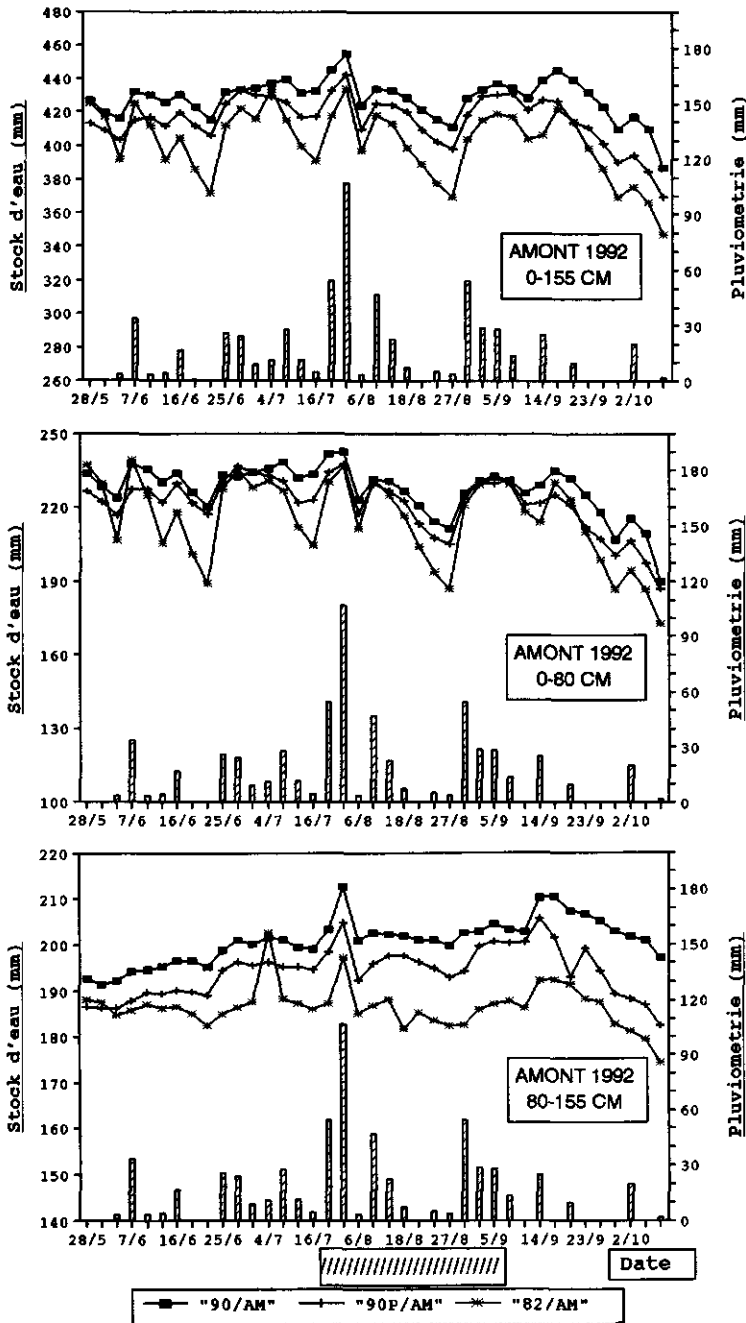 Stock d'eau (mm)
480
460
440
420
400
380
360
340
320
300
280
260
180
150
120
90
60
30
0
Pluviometrie (mm)
AMONT 1992
0-155 CM
28/5 7/6 16/6 25/6 4/7 16/7 6/8 18/8 27/8 5/9 14/9 23/9 2/10
Stock d'eau (mm)
250
220
190
160
130
100
180
150
120
90
60
30
0
Pluviometrie (mm)
AMONT 1992
0-80 CM
28/5 7/6 16/6 25/6 4/7 16/7 6/8 18/8 27/8 5/9 14/9 23/9 2/10
Stock d'eau (mm)
220
210
200
190
180
170
160
150
140
180
150
120
90
60
30
0
Pluviometrie (mm)
AMONT 1992
80-155 CM
28/5 7/6 16/6 25/6 4/7 16/7 6/8 18/8 27/8 5/9 14/9 23/9 2/10
Date
"90/AM" "90P/AM" "82/AM"